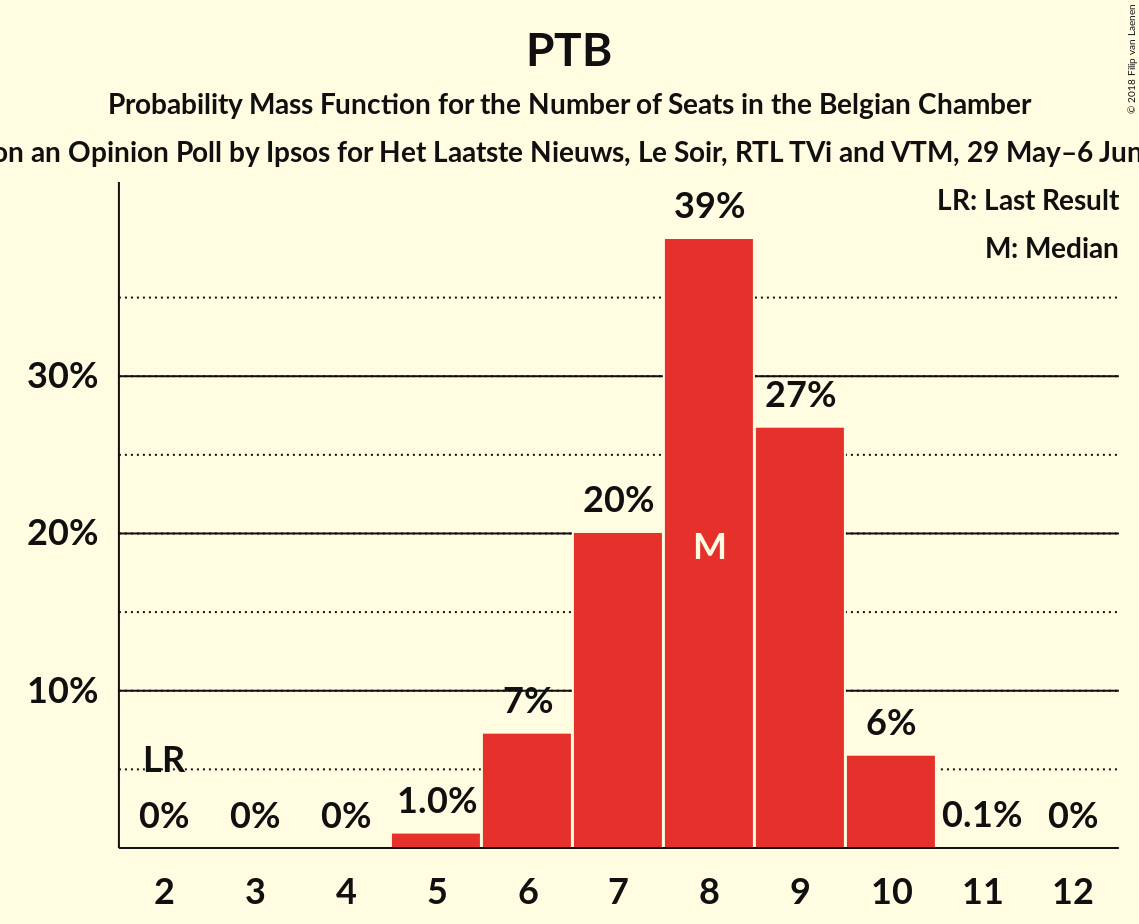 PTB
Probability Mass Function for the Number of Seats in the Belgian Chamber
on an Opinion Poll by Ipsos for Het Laatste Nieuws, Le Soir, RTL TVi and VTM, 29 May–6 Jun
© 2018 Filip van Laenen
LR: Last Result
M: Median
39%
30%
27%
20%
20%
M
10%
7%
6%
LR
0%
0%
0%
1.0%
0.1%
0%
2 3 4 5 6 7 8 9 10 11 12